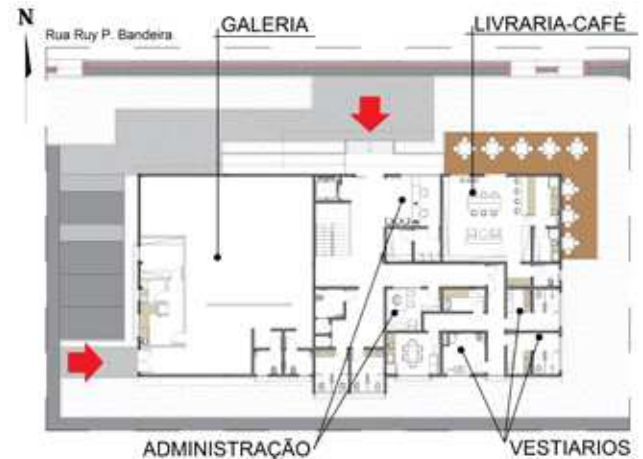 N
Rua Ruy P. Bandeira
GALERIA
LIVRARIA-CAFÉ
ADMINISTRAÇÃO
VESTIARIOS